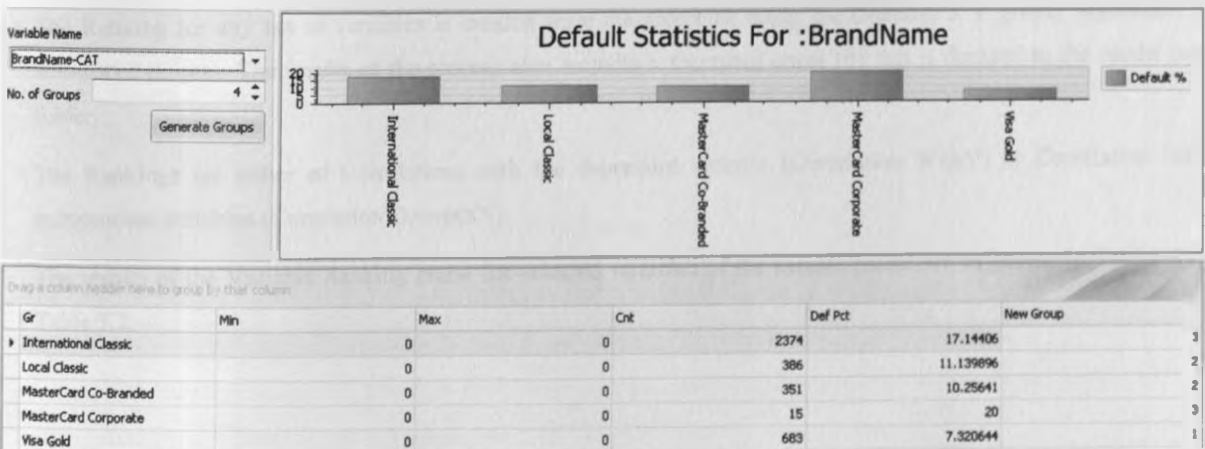 Variable Name
BrandName-CAT
No. of Groups 4
Generate Groups
Default Statistics For :BrandName
20
10
Default %
International Classic
Local Classic
MasterCard Co-Branded
MasterCard Corporate
Visa Gold
Drag a column header here to group by that column
Gr Min Max Cnt Def Pct New Group
International Classic 0 0 2374 17.14406 3
Local Classic 0 0 386 11.139896 2
MasterCard Co-Branded 0 0 351 10.25641 2
MasterCard Corporate 0 0 15 20 3
Visa Gold 0 0 683 7.320644 1